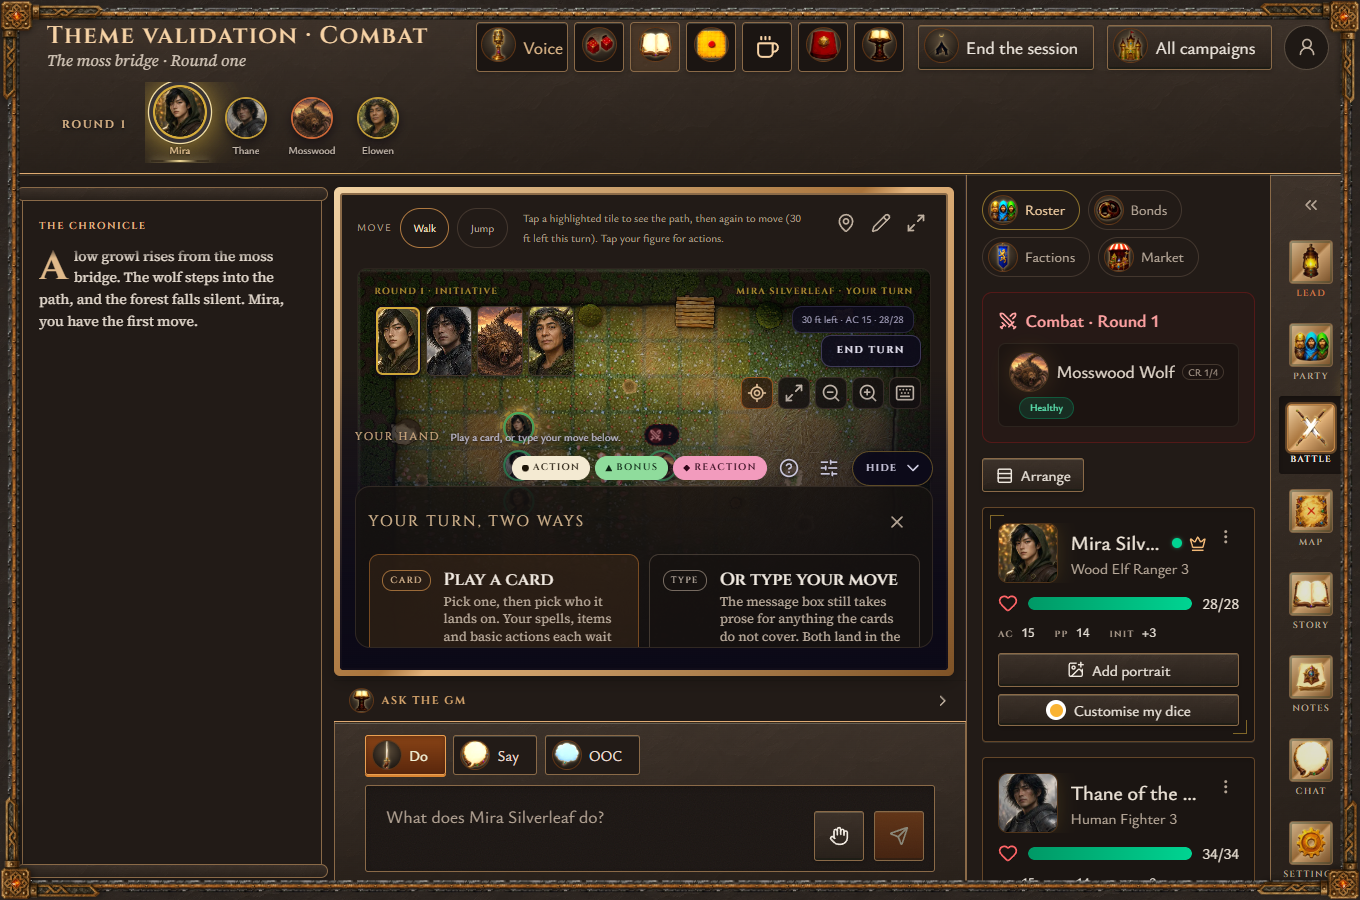 Theme validation · Combat
The moss bridge · Round one
Voice
End the session
All campaigns
ROUND 1
Mira
Thane
Mosswood
Elowen
THE CHRONICLE
A low growl rises from the moss
bridge. The wolf steps into the
path, and the forest falls silent. Mira,
you have the first move.
MOVE
Walk
Jump
Tap a highlighted tile to see the path, then again to move (30
ft left this turn). Tap your figure for actions.
ROUND 1 · INITIATIVE
MIRA SILVERLEAF · YOUR TURN
30 ft left · AC 15 · 28/28
END TURN
YOUR HAND
Play a card, or type your move below.
ACTION
BONUS
REACTION
HIDE
YOUR TURN, TWO WAYS
CARD
Play a card
Pick one, then pick who it
lands on. Your spells, items
and basic actions each wait
TYPE
Or type your move
The message box still takes
prose for anything the cards
do not cover. Both land in the
ASK THE GM
Do
Say
OOC
What does Mira Silverleaf do?
Roster
Bonds
Factions
Market
Combat · Round 1
Mosswood Wolf
CR 1/4
Healthy
Arrange
Mira Silv...
Wood Elf Ranger 3
28/28
AC 15
PP 14
INIT +3
Add portrait
Customise my dice
Thane of the ...
Human Fighter 3
34/34
LEAD
PARTY
BATTLE
MAP
STORY
NOTES
CHAT